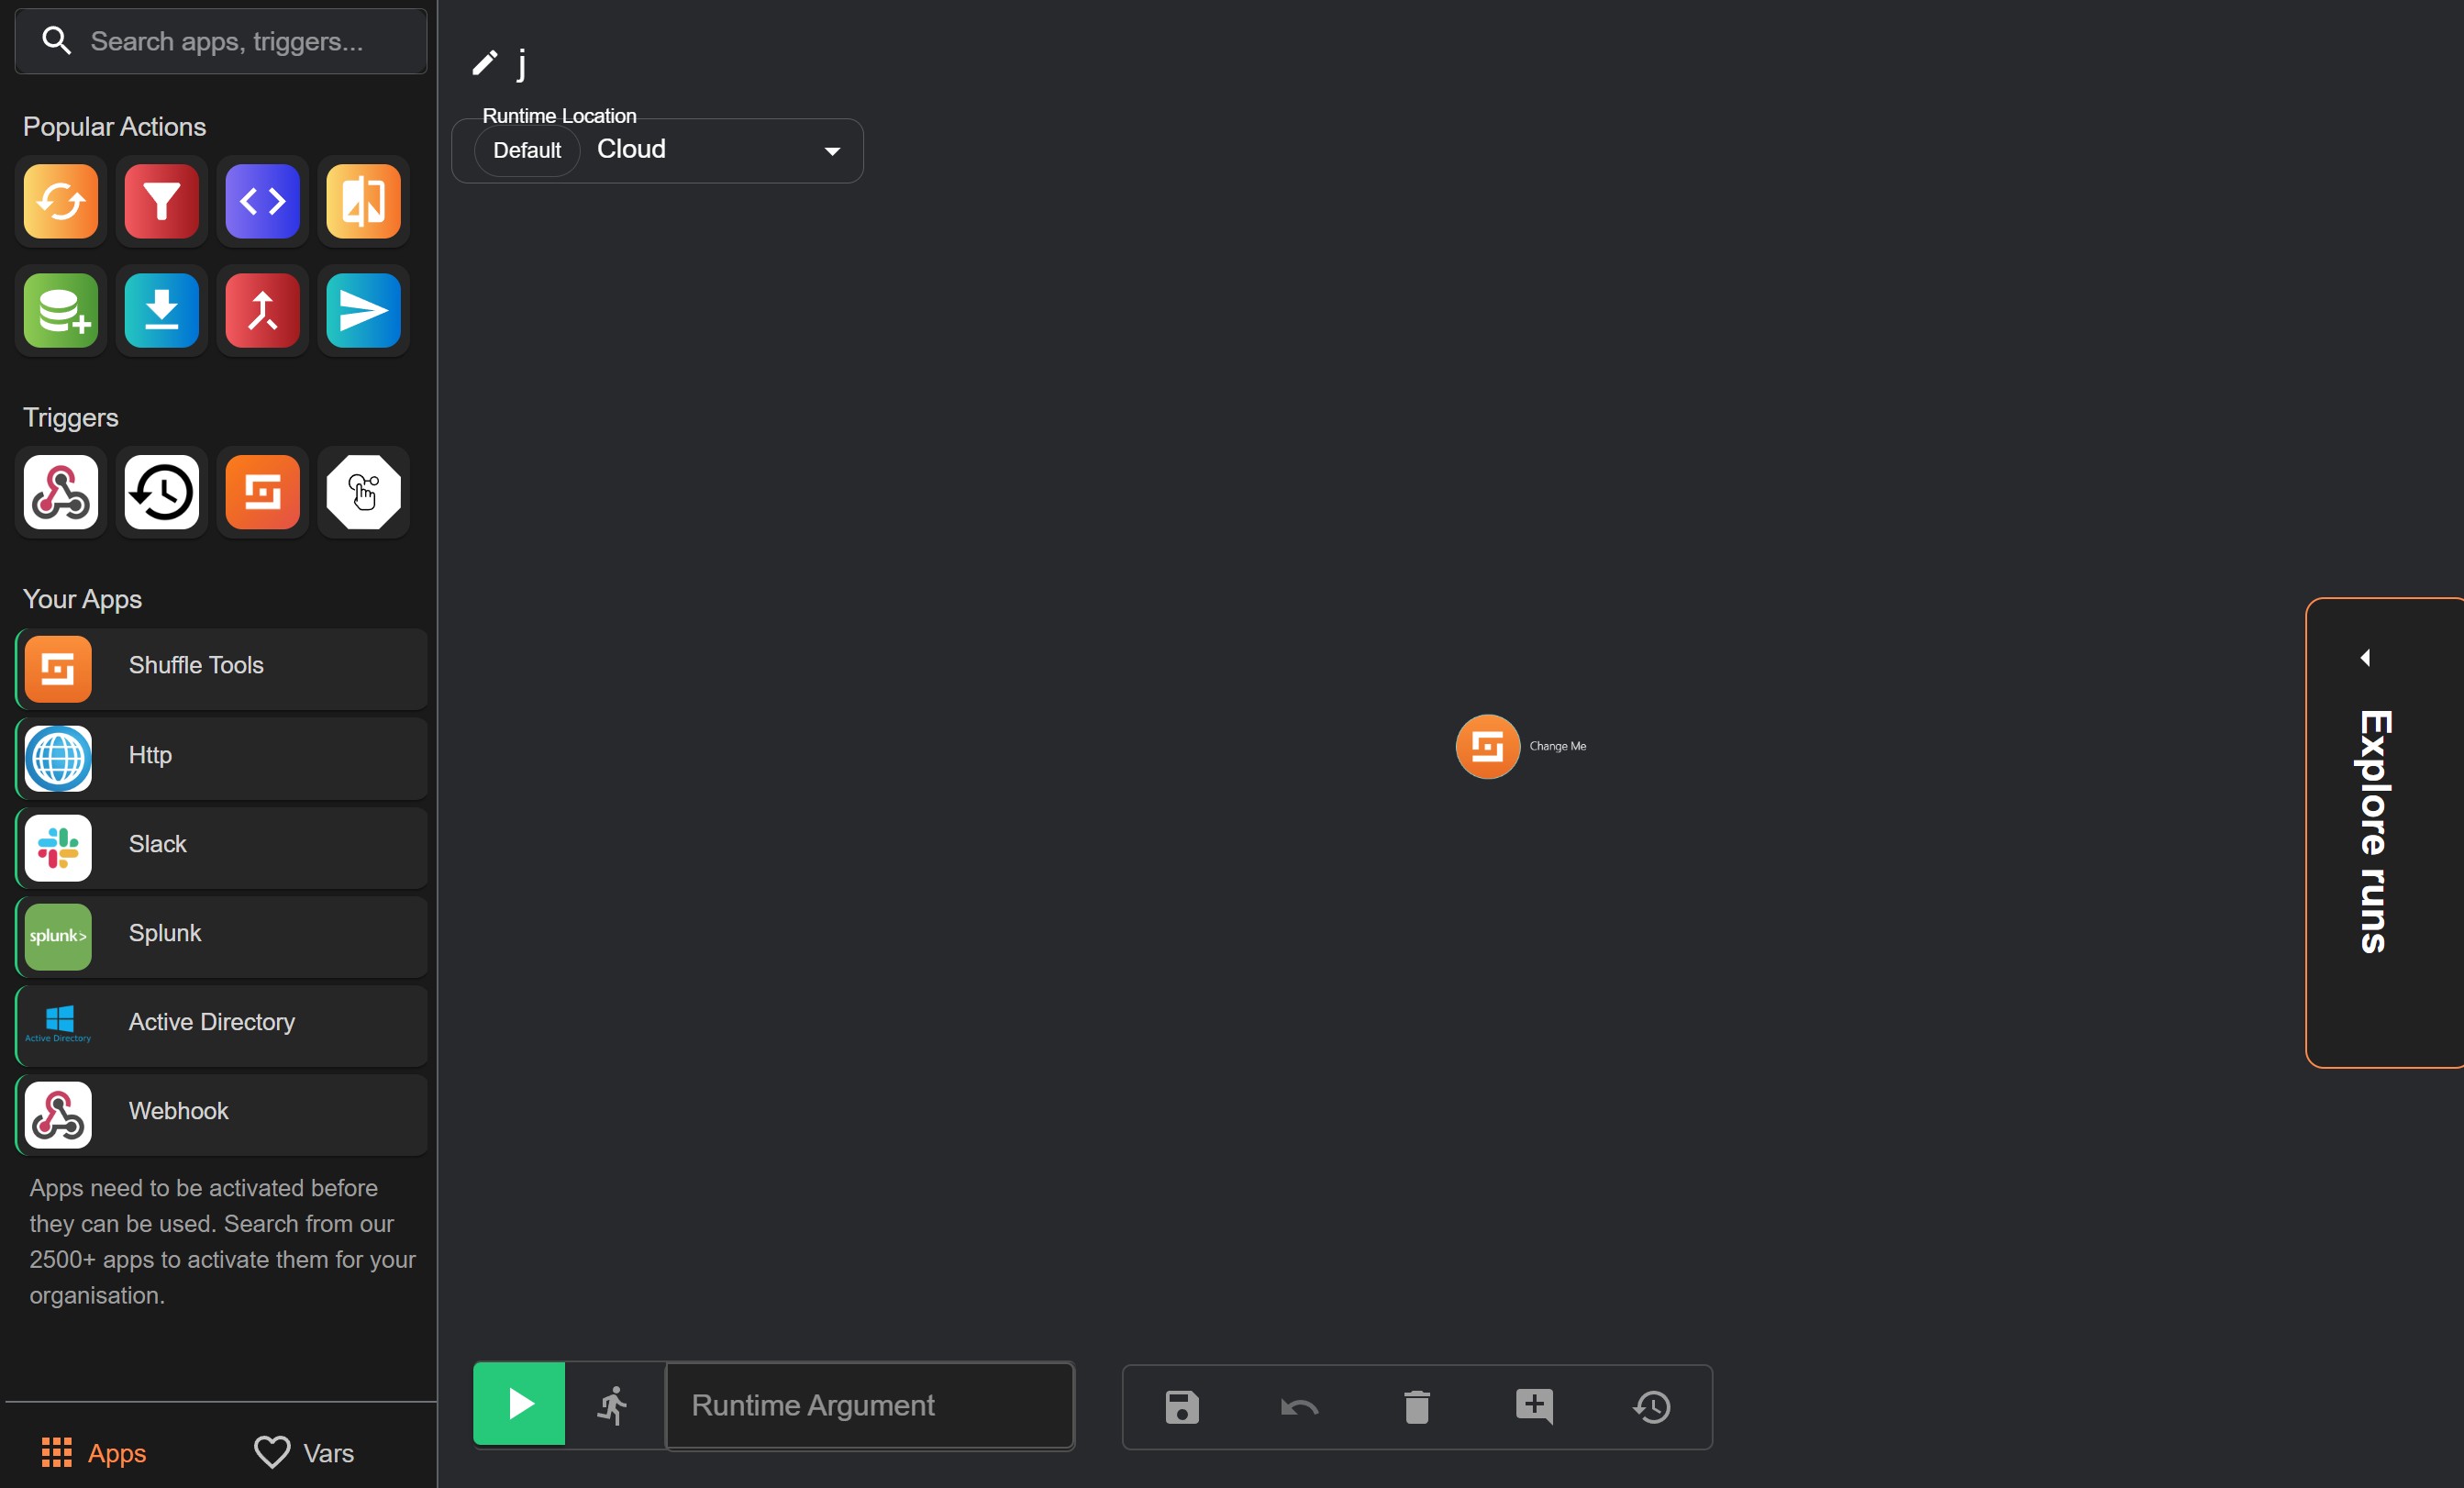 Search apps, triggers...
j
Runtime Location
Default Cloud
Popular Actions
Triggers
Your Apps
Shuffle Tools
Http
Slack
splunk> Splunk
Active Directory Active Directory
Webhook
Apps need to be activated before
they can be used. Search from our
2500+ apps to activate them for your
organisation.
Change Me
Explore runs
Runtime Argument
Apps
Vars